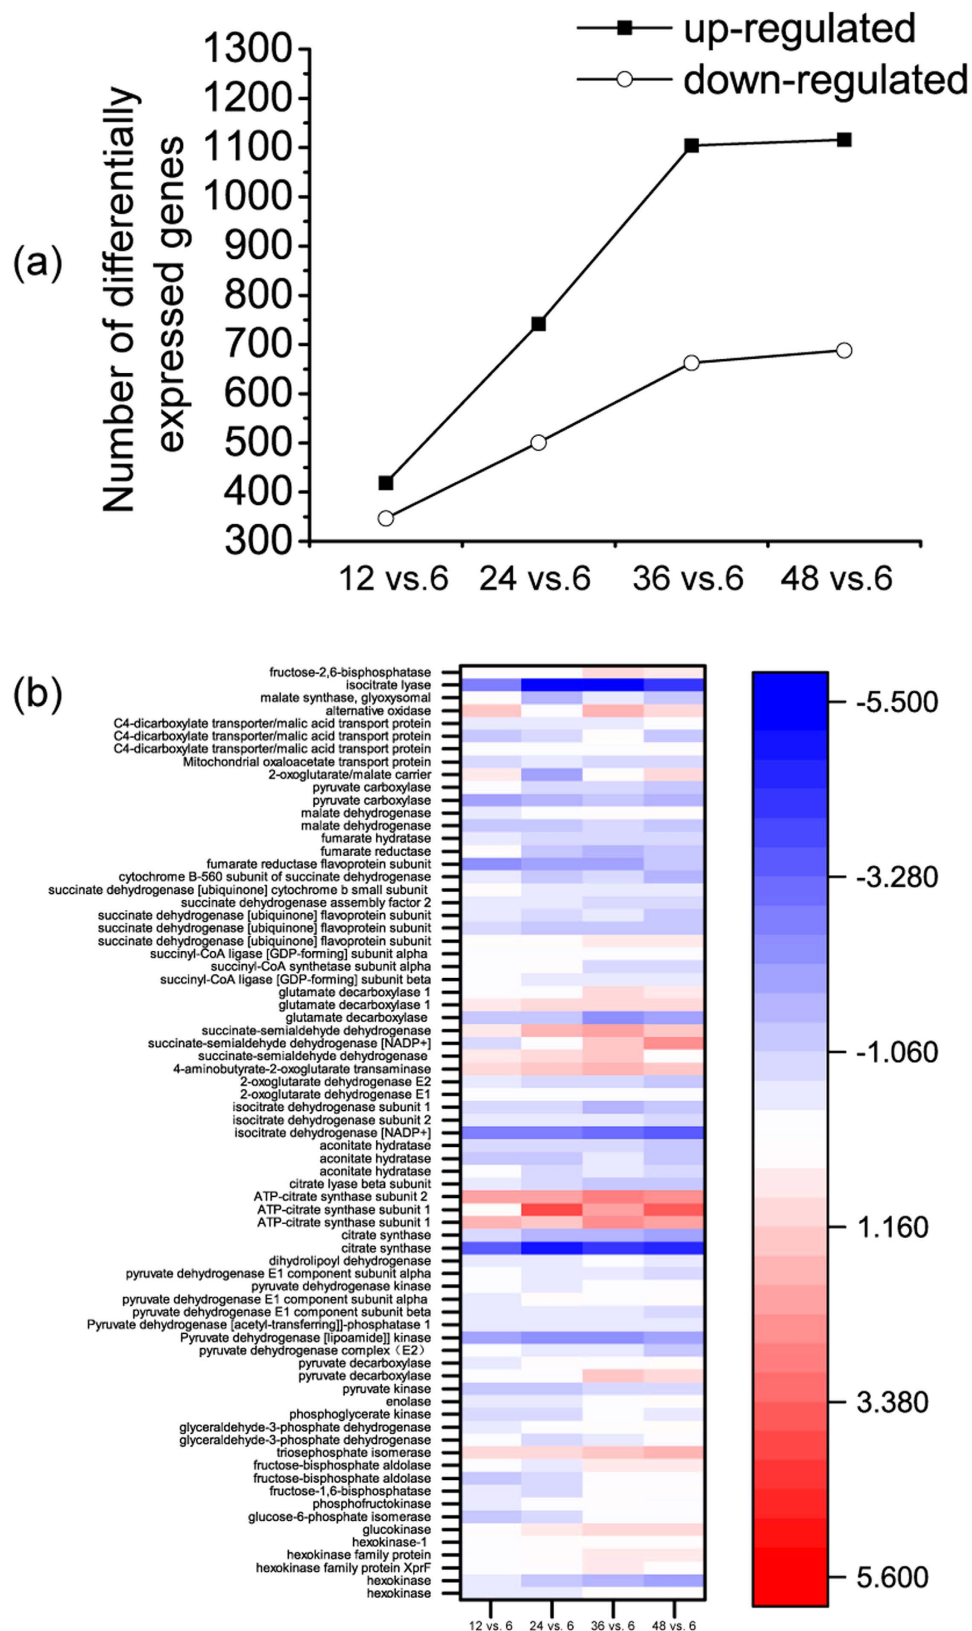 up-regulated
down-regulated
1300
1200
1100
1000
900
800
700
600
500
400
300
Number of differentially
expressed genes
(a)
12 vs.6 24 vs.6 36 vs.6 48 vs.6
(b)
fructose-2,6-bisphosphatase
isocitrate lyase
malate synthase, glyoxysomal
alternative oxidase
C4-dicarboxylate transporter/malic acid transport protein
C4-dicarboxylate transporter/malic acid transport protein
C4-dicarboxylate transporter/malic acid transport protein
Mitochondrial oxaloacetate transport protein
2-oxoglutarate/malate carrier
pyruvate carboxylase
pyruvate carboxylase
malate dehydrogenase
malate dehydrogenase
fumarate hydratase
fumarate reductase
fumarate reductase flavoprotein subunit
cytochrome B-560 subunit of succinate dehydrogenase
succinate dehydrogenase [ubiquinone] cytochrome b small subunit
succinate dehydrogenase assembly factor 2
succinate dehydrogenase [ubiquinone] flavoprotein subunit
succinate dehydrogenase [ubiquinone] flavoprotein subunit
succinate dehydrogenase [ubiquinone] flavoprotein subunit
succinyl-CoA ligase [GDP-forming] subunit alpha
succinyl-CoA synthetase subunit alpha
succinyl-CoA ligase [GDP-forming] subunit beta
glutamate decarboxylase 1
glutamate decarboxylase 1
glutamate decarboxylase
succinate-semialdehyde dehydrogenase
succinate-semialdehyde dehydrogenase [NADP+]
succinate-semialdehyde dehydrogenase
4-aminobutyrate-2-oxoglutarate transaminase
2-oxoglutarate dehydrogenase E2
2-oxoglutarate dehydrogenase E1
isocitrate dehydrogenase subunit 1
isocitrate dehydrogenase subunit 2
isocitrate dehydrogenase [NADP+]
aconitate hydratase
aconitate hydratase
aconitate hydratase
citrate lyase beta subunit
ATP-citrate synthase subunit 2
ATP-citrate synthase subunit 1
ATP-citrate synthase subunit 1
citrate synthase
citrate synthase
dihydrolipoyl dehydrogenase
pyruvate dehydrogenase E1 component subunit alpha
pyruvate dehydrogenase kinase
pyruvate dehydrogenase E1 component subunit alpha
pyruvate dehydrogenase E1 component subunit beta
Pyruvate dehydrogenase [acetyl-transferring]]-phosphatase 1
Pyruvate dehydrogenase [lipoamide]] kinase
pyruvate dehydrogenase complex（E2）
pyruvate decarboxylase
pyruvate decarboxylase
pyruvate kinase
enolase
phosphoglycerate kinase
glyceraldehyde-3-phosphate dehydrogenase
glyceraldehyde-3-phosphate dehydrogenase
triosephosphate isomerase
fructose-bisphosphate aldolase
fructose-bisphosphate aldolase
fructose-1,6-bisphosphatase
phosphofructokinase
glucose-6-phosphate isomerase
glucokinase
hexokinase-1
hexokinase family protein
hexokinase family protein XprF
hexokinase
hexokinase
12 vs. 6 24 vs. 6 36 vs. 6 48 vs. 6
-5.500
-3.280
-1.060
1.160
3.380
5.600